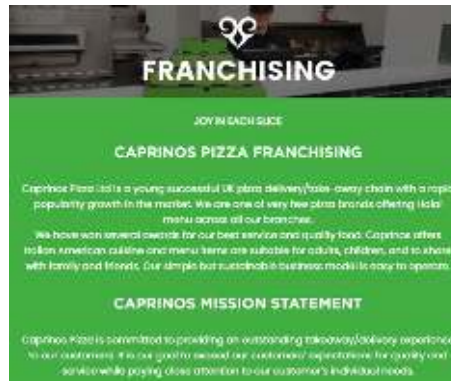 FRANCHISING
JOY IN EACH SLICE
CAPRINOS PIZZA FRANCHISING
Caprinos Pizza Ltd is a young successful UK pizza delivery/take-away chain with a rapid
popularity growth in the market. We are one of very few pizza brands offering Halal
menu across all our branches.
We have won several awards for our best service and quality food. Caprinos offers
Italian American cuisine and menu items are suitable for adults, children, and to share
with family and friends. Our simple but sustainable business model is easy to operate.
CAPRINOS MISSION STATEMENT
Caprinos Pizza is committed to providing an outstanding takeaway/delivery experience
to our customers. It is our goal to exceed our customers' expectations for quality and
service while paying close attention to our customer's individual needs.